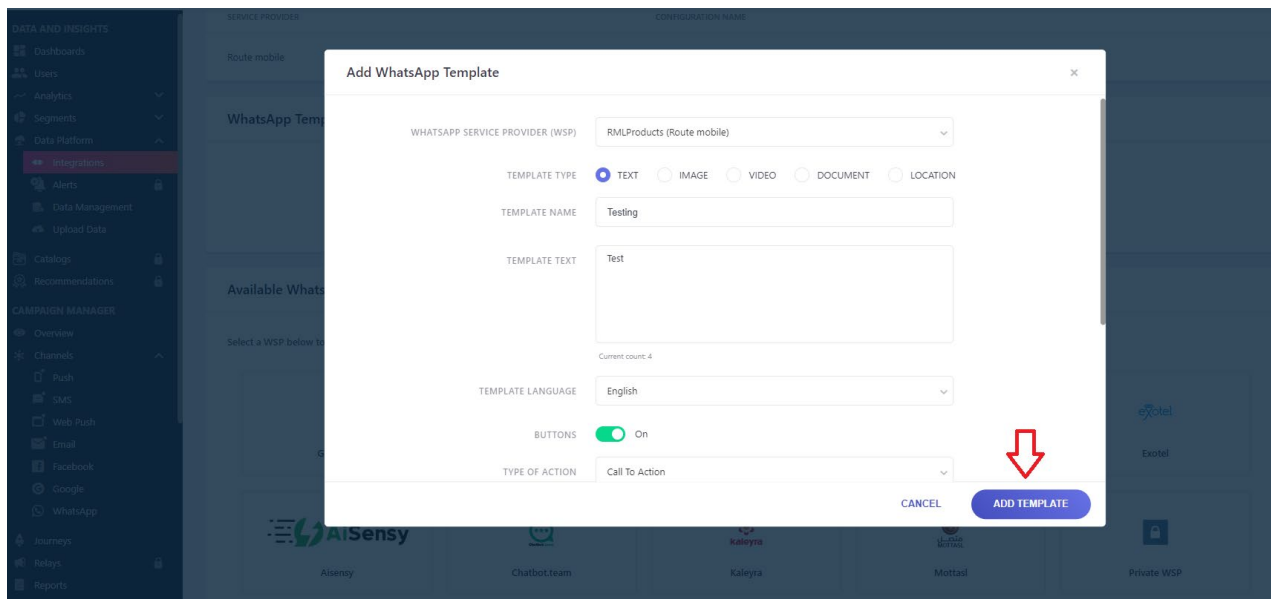 DATA AND INSIGHTS
Dashboards
Users
Analytics
Segments
Data Platform
Integrations
Alerts
Data Management
Upload Data
Catalogs
Recommendations
CAMPAIGN MANAGER
Overview
Channels
Push
SMS
Web Push
Email
Facebook
Google
WhatsApp
Journeys
Relays
Reports
SERVICE PROVIDER CONFIGURATION NAME
Route mobile
WhatsApp Temp
Available Whats
Select a WSP below to
Add WhatsApp Template ×
WHATSAPP SERVICE PROVIDER (WSP) RMLProducts (Route mobile)
TEMPLATE TYPE TEXT IMAGE VIDEO DOCUMENT LOCATION
TEMPLATE NAME Testing
TEMPLATE TEXT Test
Current count: 4
TEMPLATE LANGUAGE English
BUTTONS On
TYPE OF ACTION Call To Action
CANCEL ADD TEMPLATE
exotel
G Exotel
AiSensy kaleyra MOTTASL
Aisensy Chatbot.team Kaleyra Mottasl Private WSP